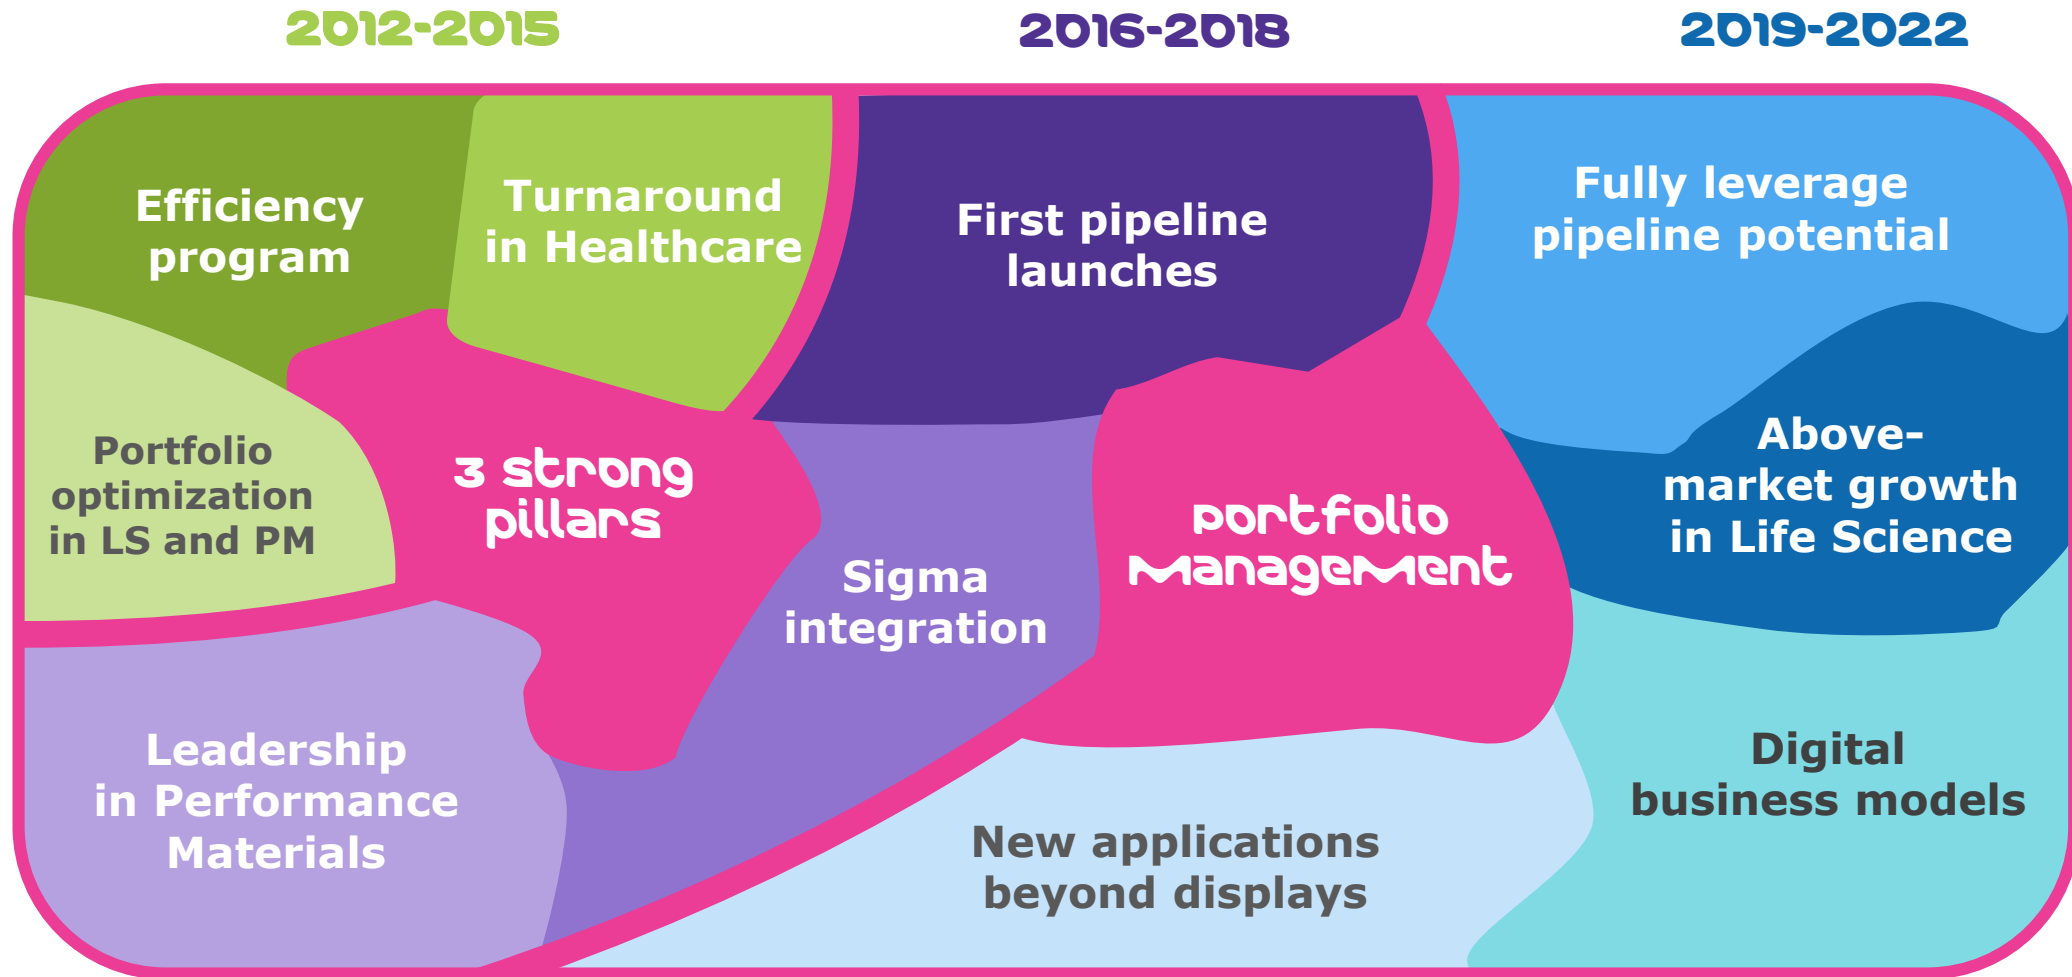 2012-2015
2016-2018
2019-2022
Efficiency
program
Turnaround
in Healthcare
First pipeline
launches
Fully leverage
pipeline potential
Portfolio
optimization
in LS and PM
3 strong
pillars
Sigma
integration
portfolio
management
Above-
market growth
in Life Science
Leadership
in Performance
Materials
New applications
beyond displays
Digital
business models